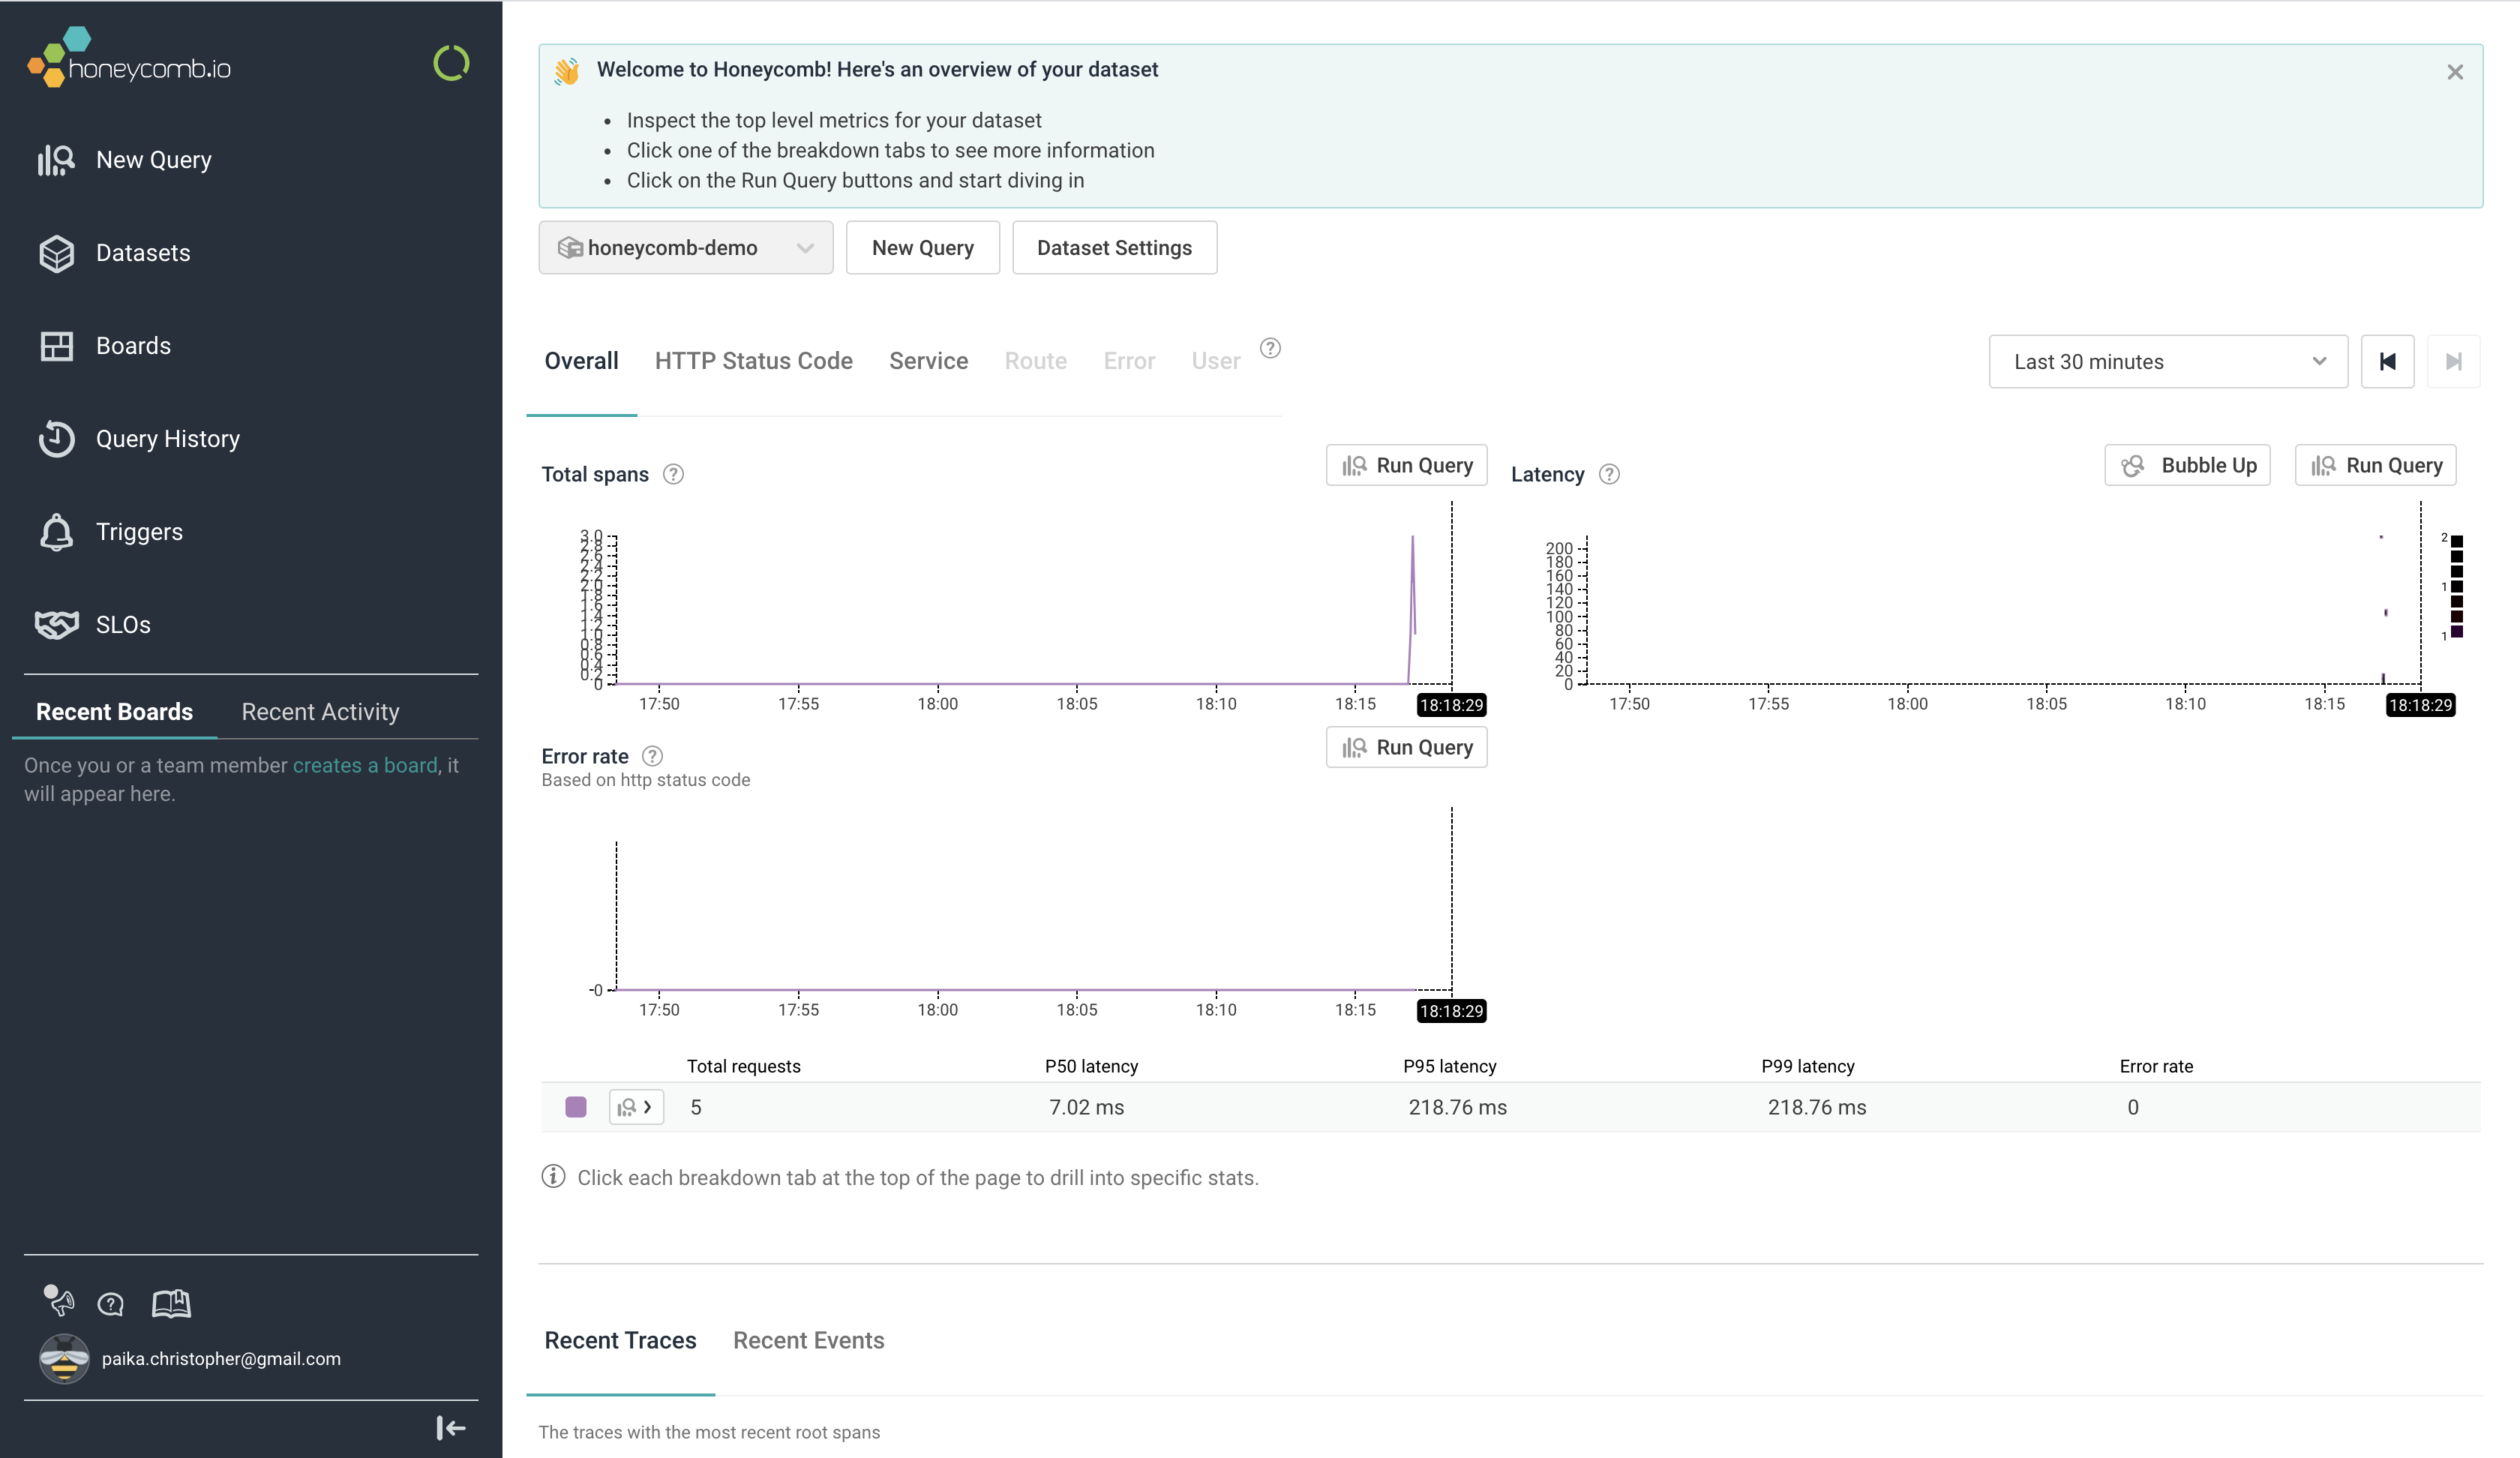 honeycomb.io
New Query
Datasets
Boards
Query History
Triggers
SLOs
Recent Boards
Recent Activity
Once you or a team member creates a board, it
will appear here.
paika.christopher@gmail.com
Welcome to Honeycomb! Here's an overview of your dataset
• Inspect the top level metrics for your dataset
• Click one of the breakdown tabs to see more information
• Click on the Run Query buttons and start diving in
honeycomb-demo
New Query
Dataset Settings
Overall
HTTP Status Code
Service
Route
Error
User
?
Last 30 minutes
Total spans ?
Run Query
3.0
2.8
2.6
2.4
2.2
2.0
1.8
1.6
1.4
1.2
1.0
0.8
0.6
0.4
0.2
0
17:50 17:55 18:00 18:05 18:10 18:15 18:18:29
Latency ?
Bubble Up
Run Query
200
180
160
140
120
100
80
60
40
20
0
2
1
1
17:50 17:55 18:00 18:05 18:10 18:15 18:18:29
Error rate ?
Based on http status code
Run Query
-0
17:50 17:55 18:00 18:05 18:10 18:15 18:18:29
Total requests P50 latency P95 latency P99 latency Error rate
5 7.02 ms 218.76 ms 218.76 ms 0
Click each breakdown tab at the top of the page to drill into specific stats.
Recent Traces
Recent Events
The traces with the most recent root spans